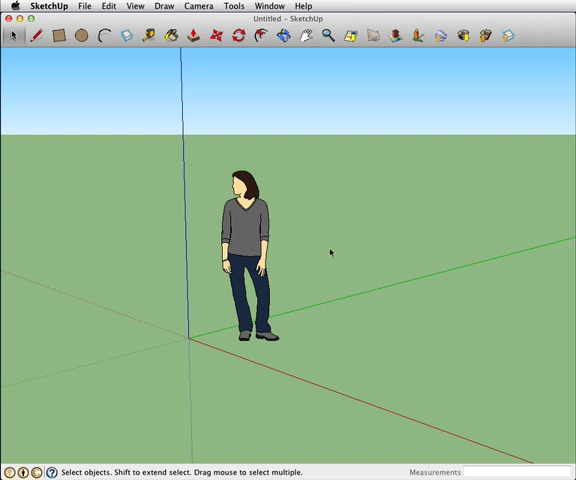 SketchUp File Edit View Draw Camera Tools Window Help
Untitled – SketchUp
Select objects. Shift to extend select. Drag mouse to select multiple. Measurements